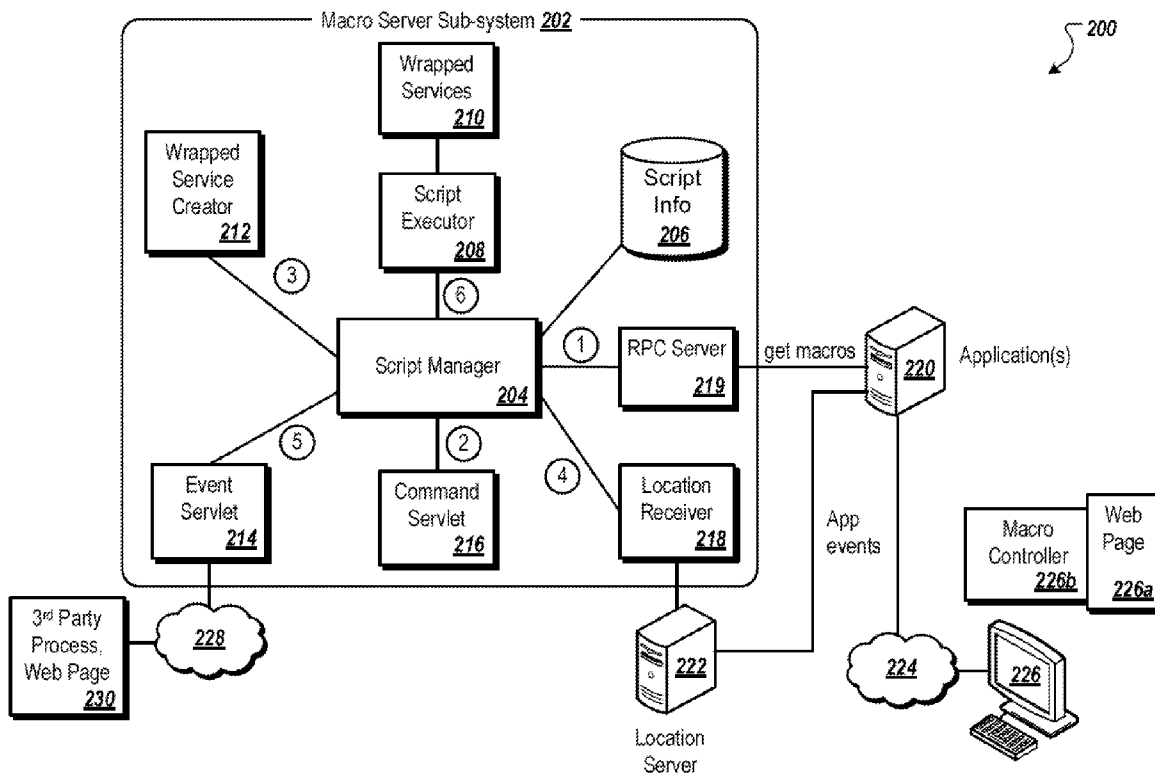 Macro Server Sub-system 202
200
Wrapped
Services
210
Wrapped
Service
Creator
212
Script
Executor
208
Script
Info
206
3
6
Script Manager
204
1
RPC Server
219
get macros
220
Application(s)
5
2
4
Event
Servlet
214
Command
Servlet
216
Location
Receiver
218
App
events
Macro
Controller
226b
Web
Page
226a
3rd Party
Process,
Web Page
230
228
222
Location
Server
224
226